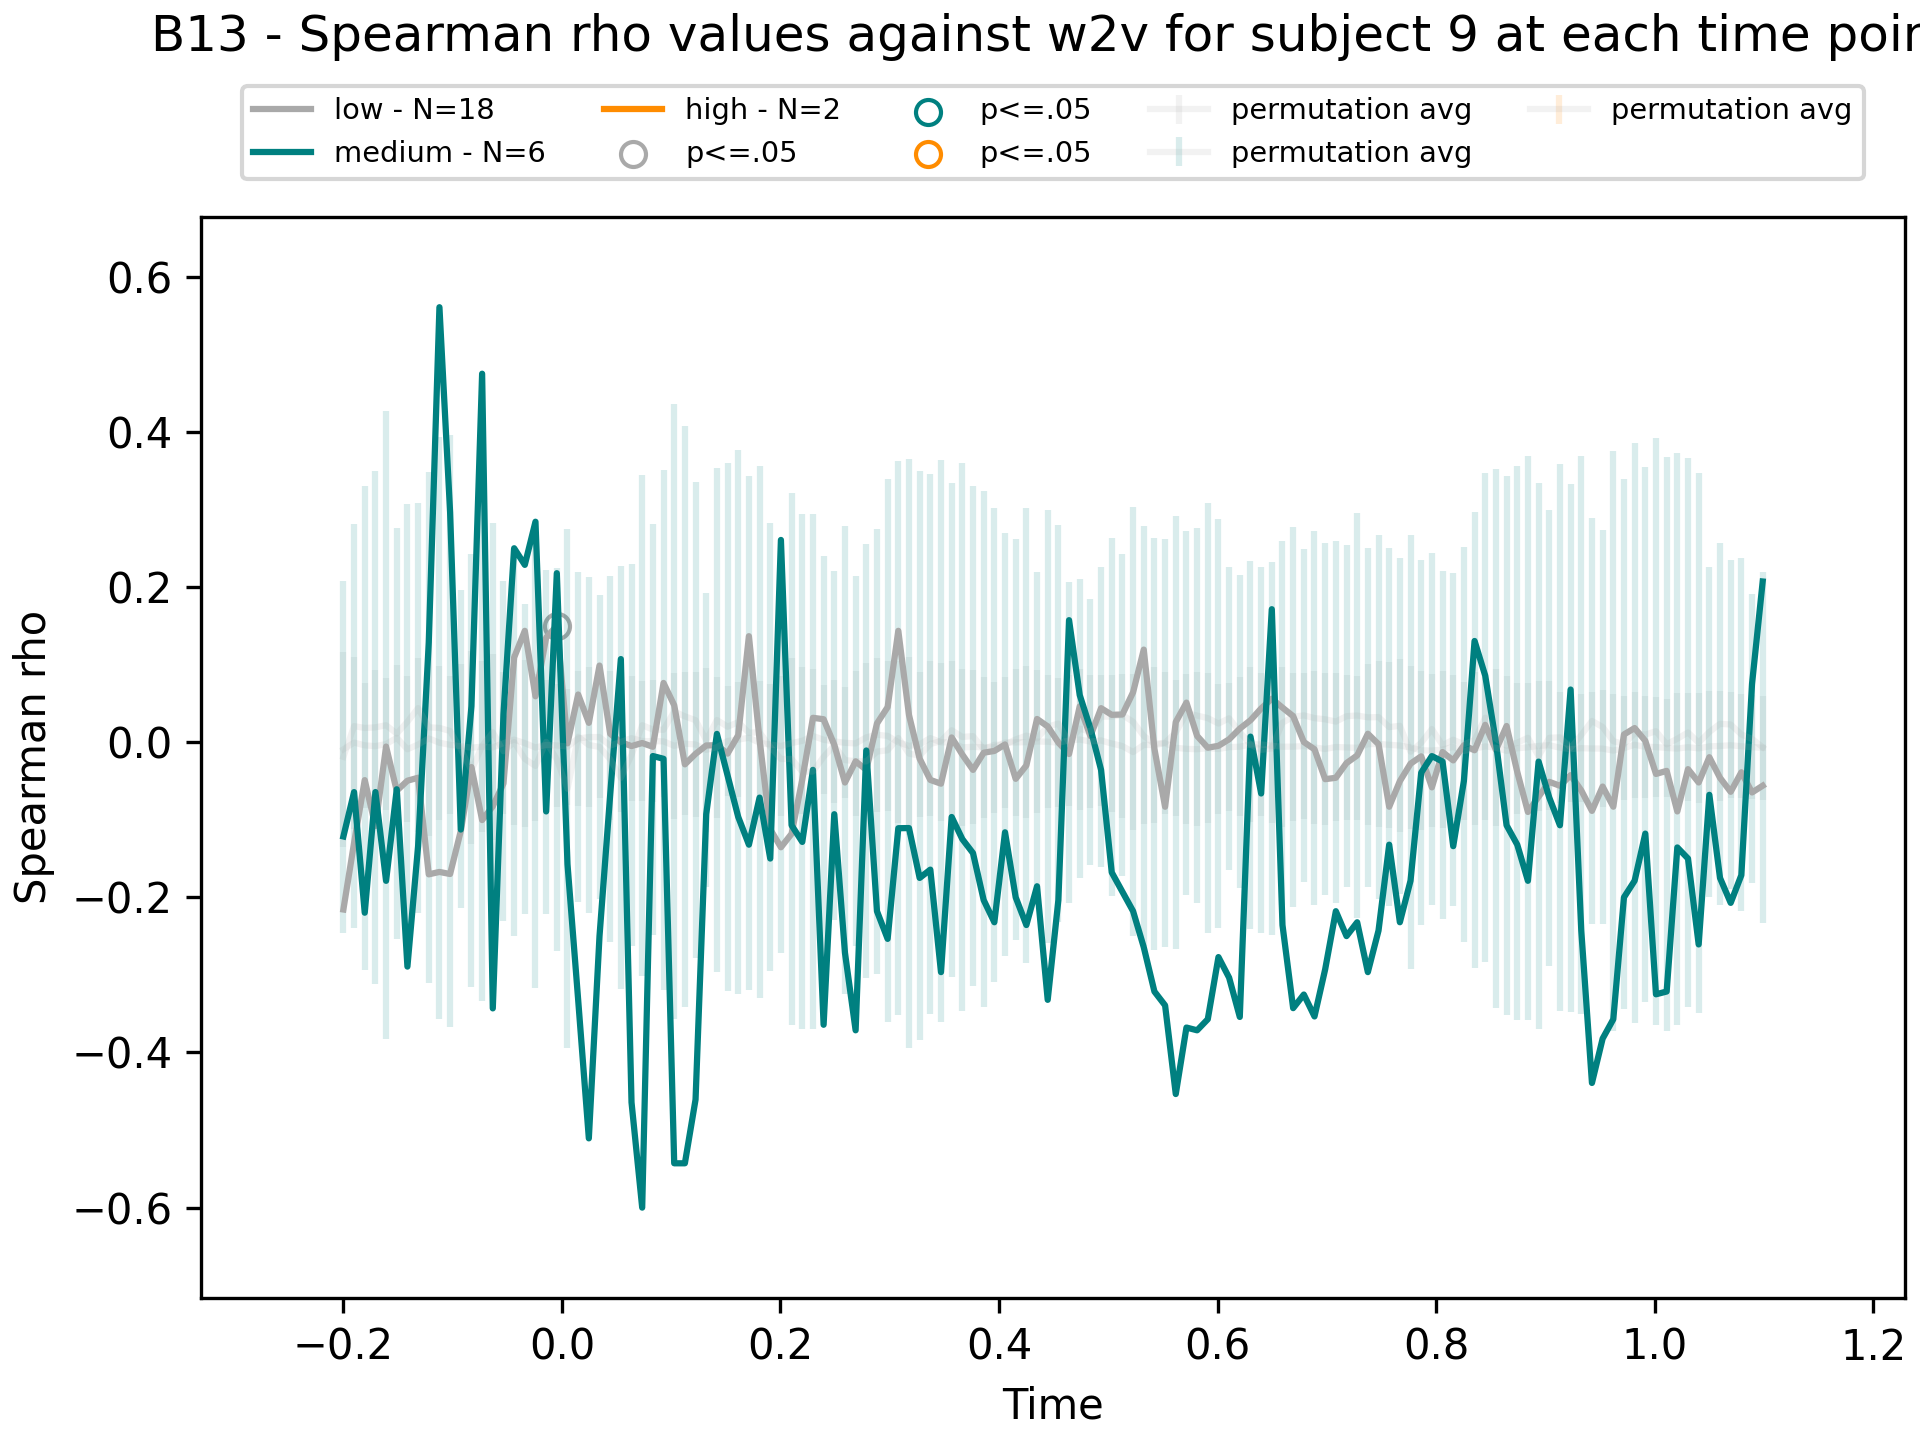 B13 - Spearman rho values against w2v for subject 9 at each time
low - N=18
medium - N=6
high - N=2
p<=.05
p<=.05
p<=.05
permutation avg
permutation avg
permutation avg
Spearman rho
0.6
0.4
0.2
0.0
−0.2
−0.4
−0.6
−0.2 0.0 0.2 0.4 0.6 0.8 1.0 1.2
Time